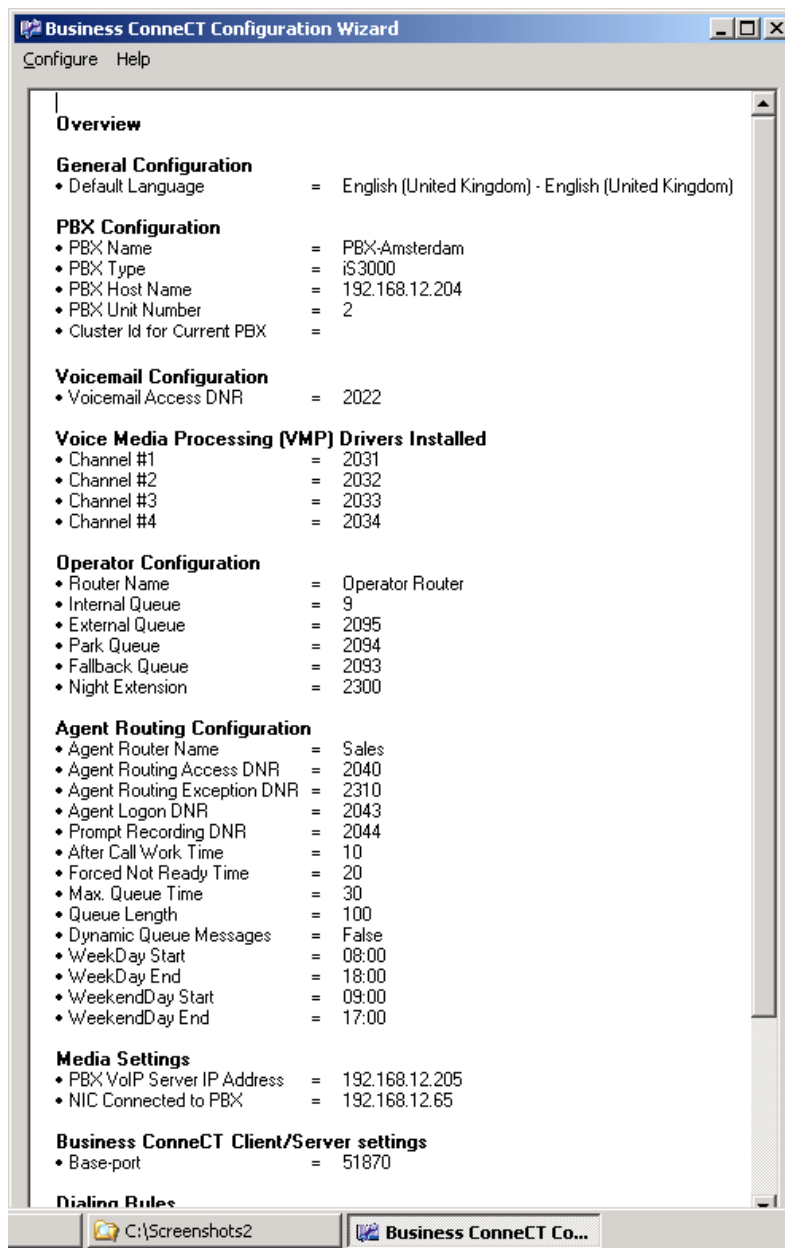 Business ConneCT Configuration Wizard
Configure Help
Overview
General Configuration
• Default Language = English (United Kingdom) - English (United Kingdom)
PBX Configuration
• PBX Name = PBX-Amsterdam
• PBX Type = iS3000
• PBX Host Name = 192.168.12.204
• PBX Unit Number = 2
• Cluster Id for Current PBX =
Voicemail Configuration
• Voicemail Access DNR = 2022
Voice Media Processing (VMP) Drivers Installed
• Channel #1 = 2031
• Channel #2 = 2032
• Channel #3 = 2033
• Channel #4 = 2034
Operator Configuration
• Router Name = Operator Router
• Internal Queue = 9
• External Queue = 2095
• Park Queue = 2094
• Fallback Queue = 2093
• Night Extension = 2300
Agent Routing Configuration
• Agent Router Name = Sales
• Agent Routing Access DNR = 2040
• Agent Routing Exception DNR = 2310
• Agent Logon DNR = 2043
• Prompt Recording DNR = 2044
• After Call Work Time = 10
• Forced Not Ready Time = 20
• Max. Queue Time = 30
• Queue Length = 100
• Dynamic Queue Messages = False
• WeekDay Start = 08:00
• WeekDay End = 18:00
• WeekendDay Start = 09:00
• WeekendDay End = 17:00
Media Settings
• PBX VoIP Server IP Address = 192.168.12.205
• NIC Connected to PBX = 192.168.12.65
Business ConneCT Client/Server settings
• Base-port = 51870
Dialing Rules
C:\Screenshots2
Business ConneCT Co...